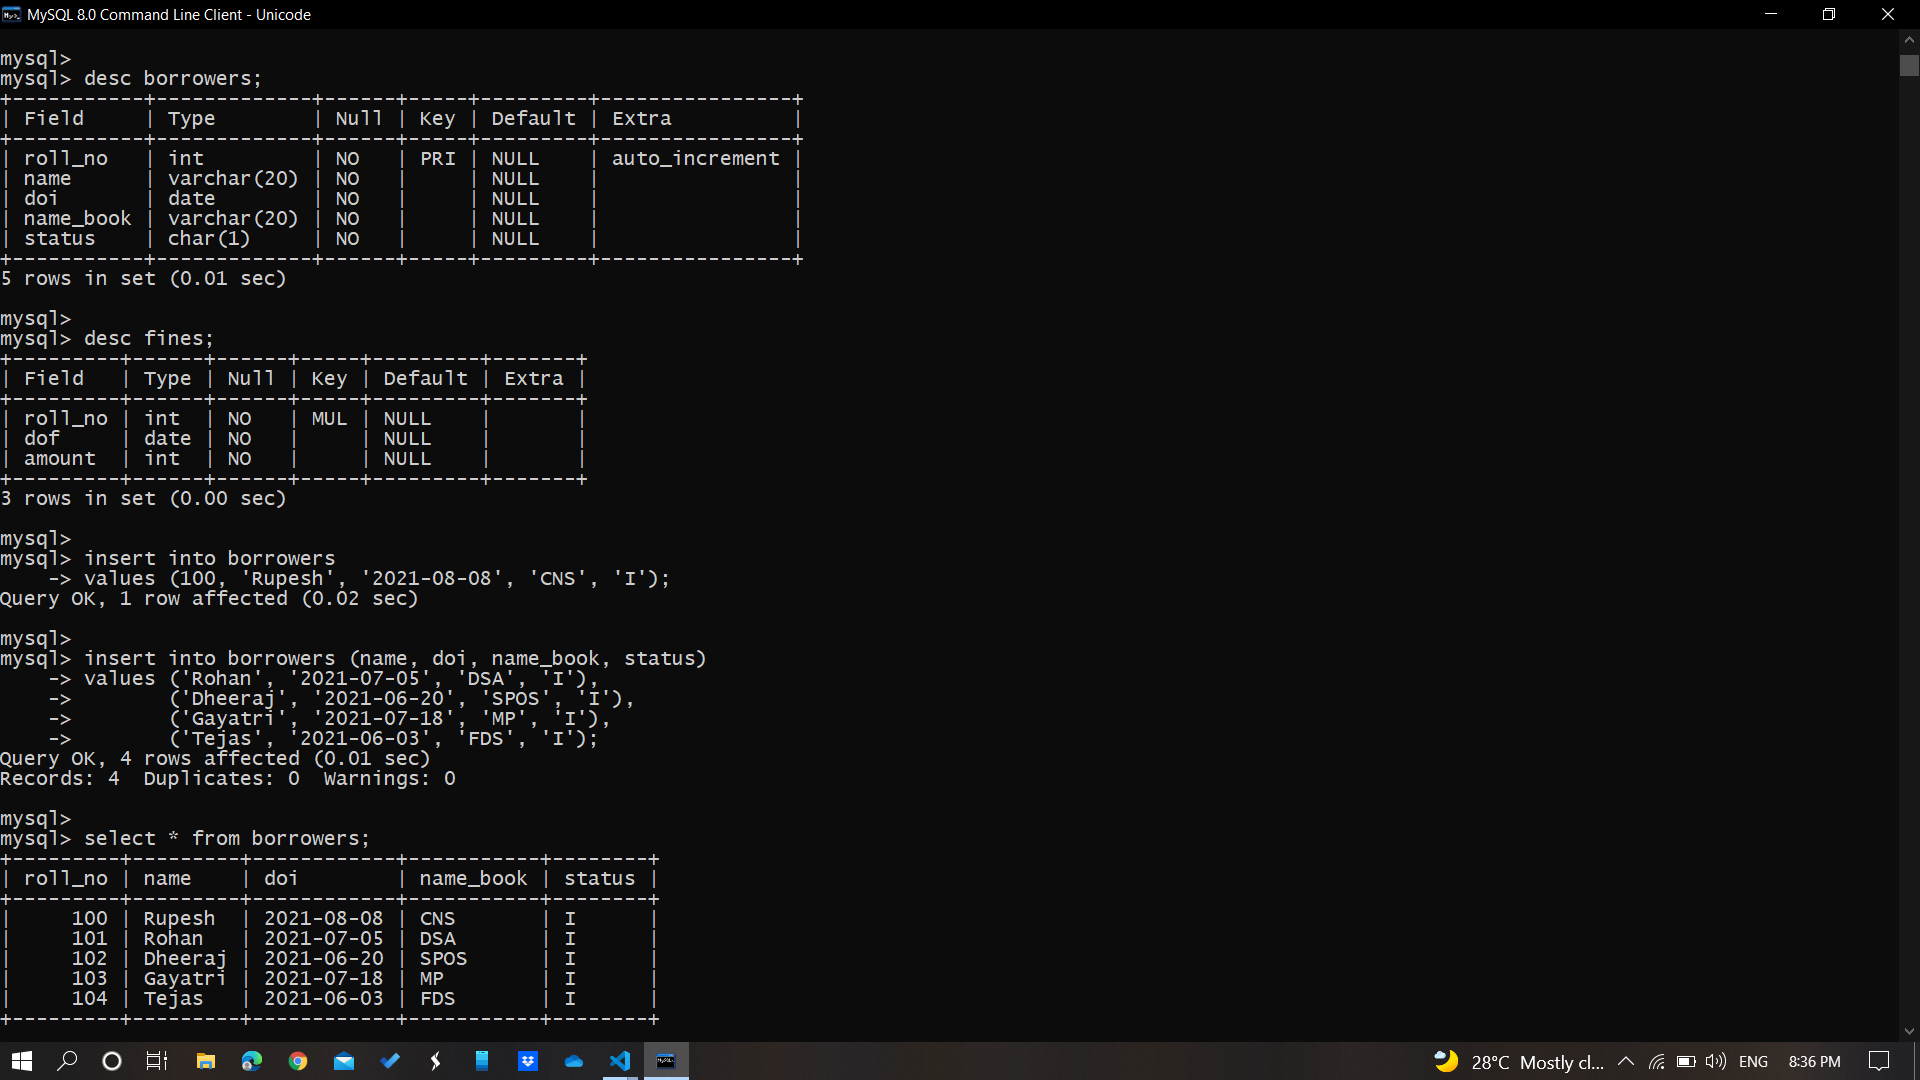 MySQL 8.0 Command Line Client - Unicode
mysql>
mysql> desc borrowers;
+-----------+-------------+------+-----+---------+----------------+
| Field     | Type        | Null | Key | Default | Extra          |
+-----------+-------------+------+-----+---------+----------------+
| roll_no   | int         | NO   | PRI | NULL    | auto_increment |
| name      | varchar(20) | NO   |     | NULL    |                |
| doi       | date        | NO   |     | NULL    |                |
| name_book | varchar(20) | NO   |     | NULL    |                |
| status    | char(1)     | NO   |     | NULL    |                |
+-----------+-------------+------+-----+---------+----------------+
5 rows in set (0.01 sec)

mysql>
mysql> desc fines;
+---------+------+------+-----+---------+-------+
| Field   | Type | Null | Key | Default | Extra |
+---------+------+------+-----+---------+-------+
| roll_no | int  | NO   | MUL | NULL    |       |
| dof     | date | NO   |     | NULL    |       |
| amount  | int  | NO   |     | NULL    |       |
+---------+------+------+-----+---------+-------+
3 rows in set (0.00 sec)

mysql>
mysql> insert into borrowers
    -> values (100, 'Rupesh', '2021-08-08', 'CNS', 'I');
Query OK, 1 row affected (0.02 sec)

mysql>
mysql> insert into borrowers (name, doi, name_book, status)
    -> values ('Rohan', '2021-07-05', 'DSA', 'I'),
    ->        ('Dheeraj', '2021-06-20', 'SPOS', 'I'),
    ->        ('Gayatri', '2021-07-18', 'MP', 'I'),
    ->        ('Tejas', '2021-06-03', 'FDS', 'I');
Query OK, 4 rows affected (0.01 sec)
Records: 4  Duplicates: 0  Warnings: 0

mysql>
mysql> select * from borrowers;
+---------+---------+------------+-----------+--------+
| roll_no | name    | doi        | name_book | status |
+---------+---------+------------+-----------+--------+
|     100 | Rupesh  | 2021-08-08 | CNS       | I      |
|     101 | Rohan   | 2021-07-05 | DSA       | I      |
|     102 | Dheeraj | 2021-06-20 | SPOS      | I      |
|     103 | Gayatri | 2021-07-18 | MP        | I      |
|     104 | Tejas   | 2021-06-03 | FDS       | I      |
+---------+---------+------------+-----------+--------+
28°C Mostly cl... ENG 8:36 PM